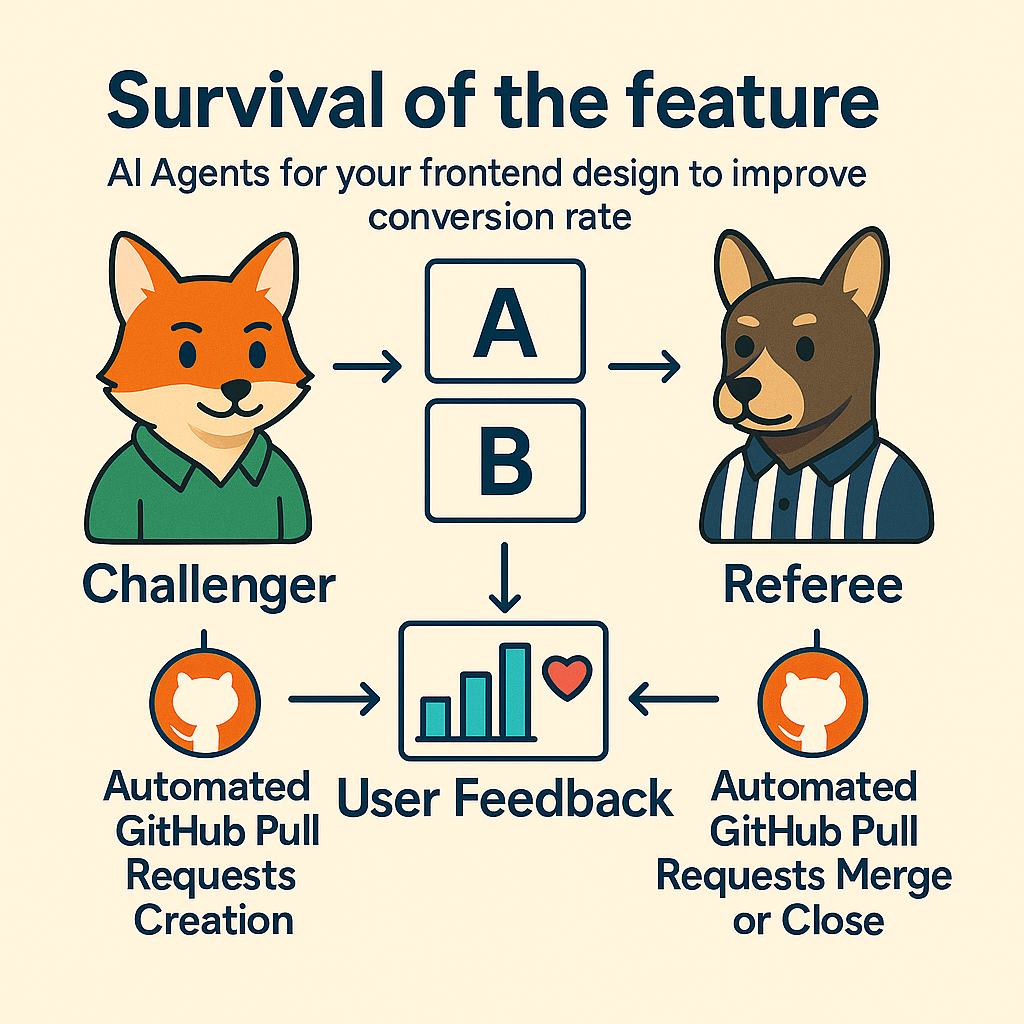 Survival of the feature
AI Agents for your frontend design to improve
conversion rate
A
B
Challenger
Referee
Automated
GitHub Pull
Requests
Creation
User Feedback
Automated
GitHub Pull
Requests Merge
or Close